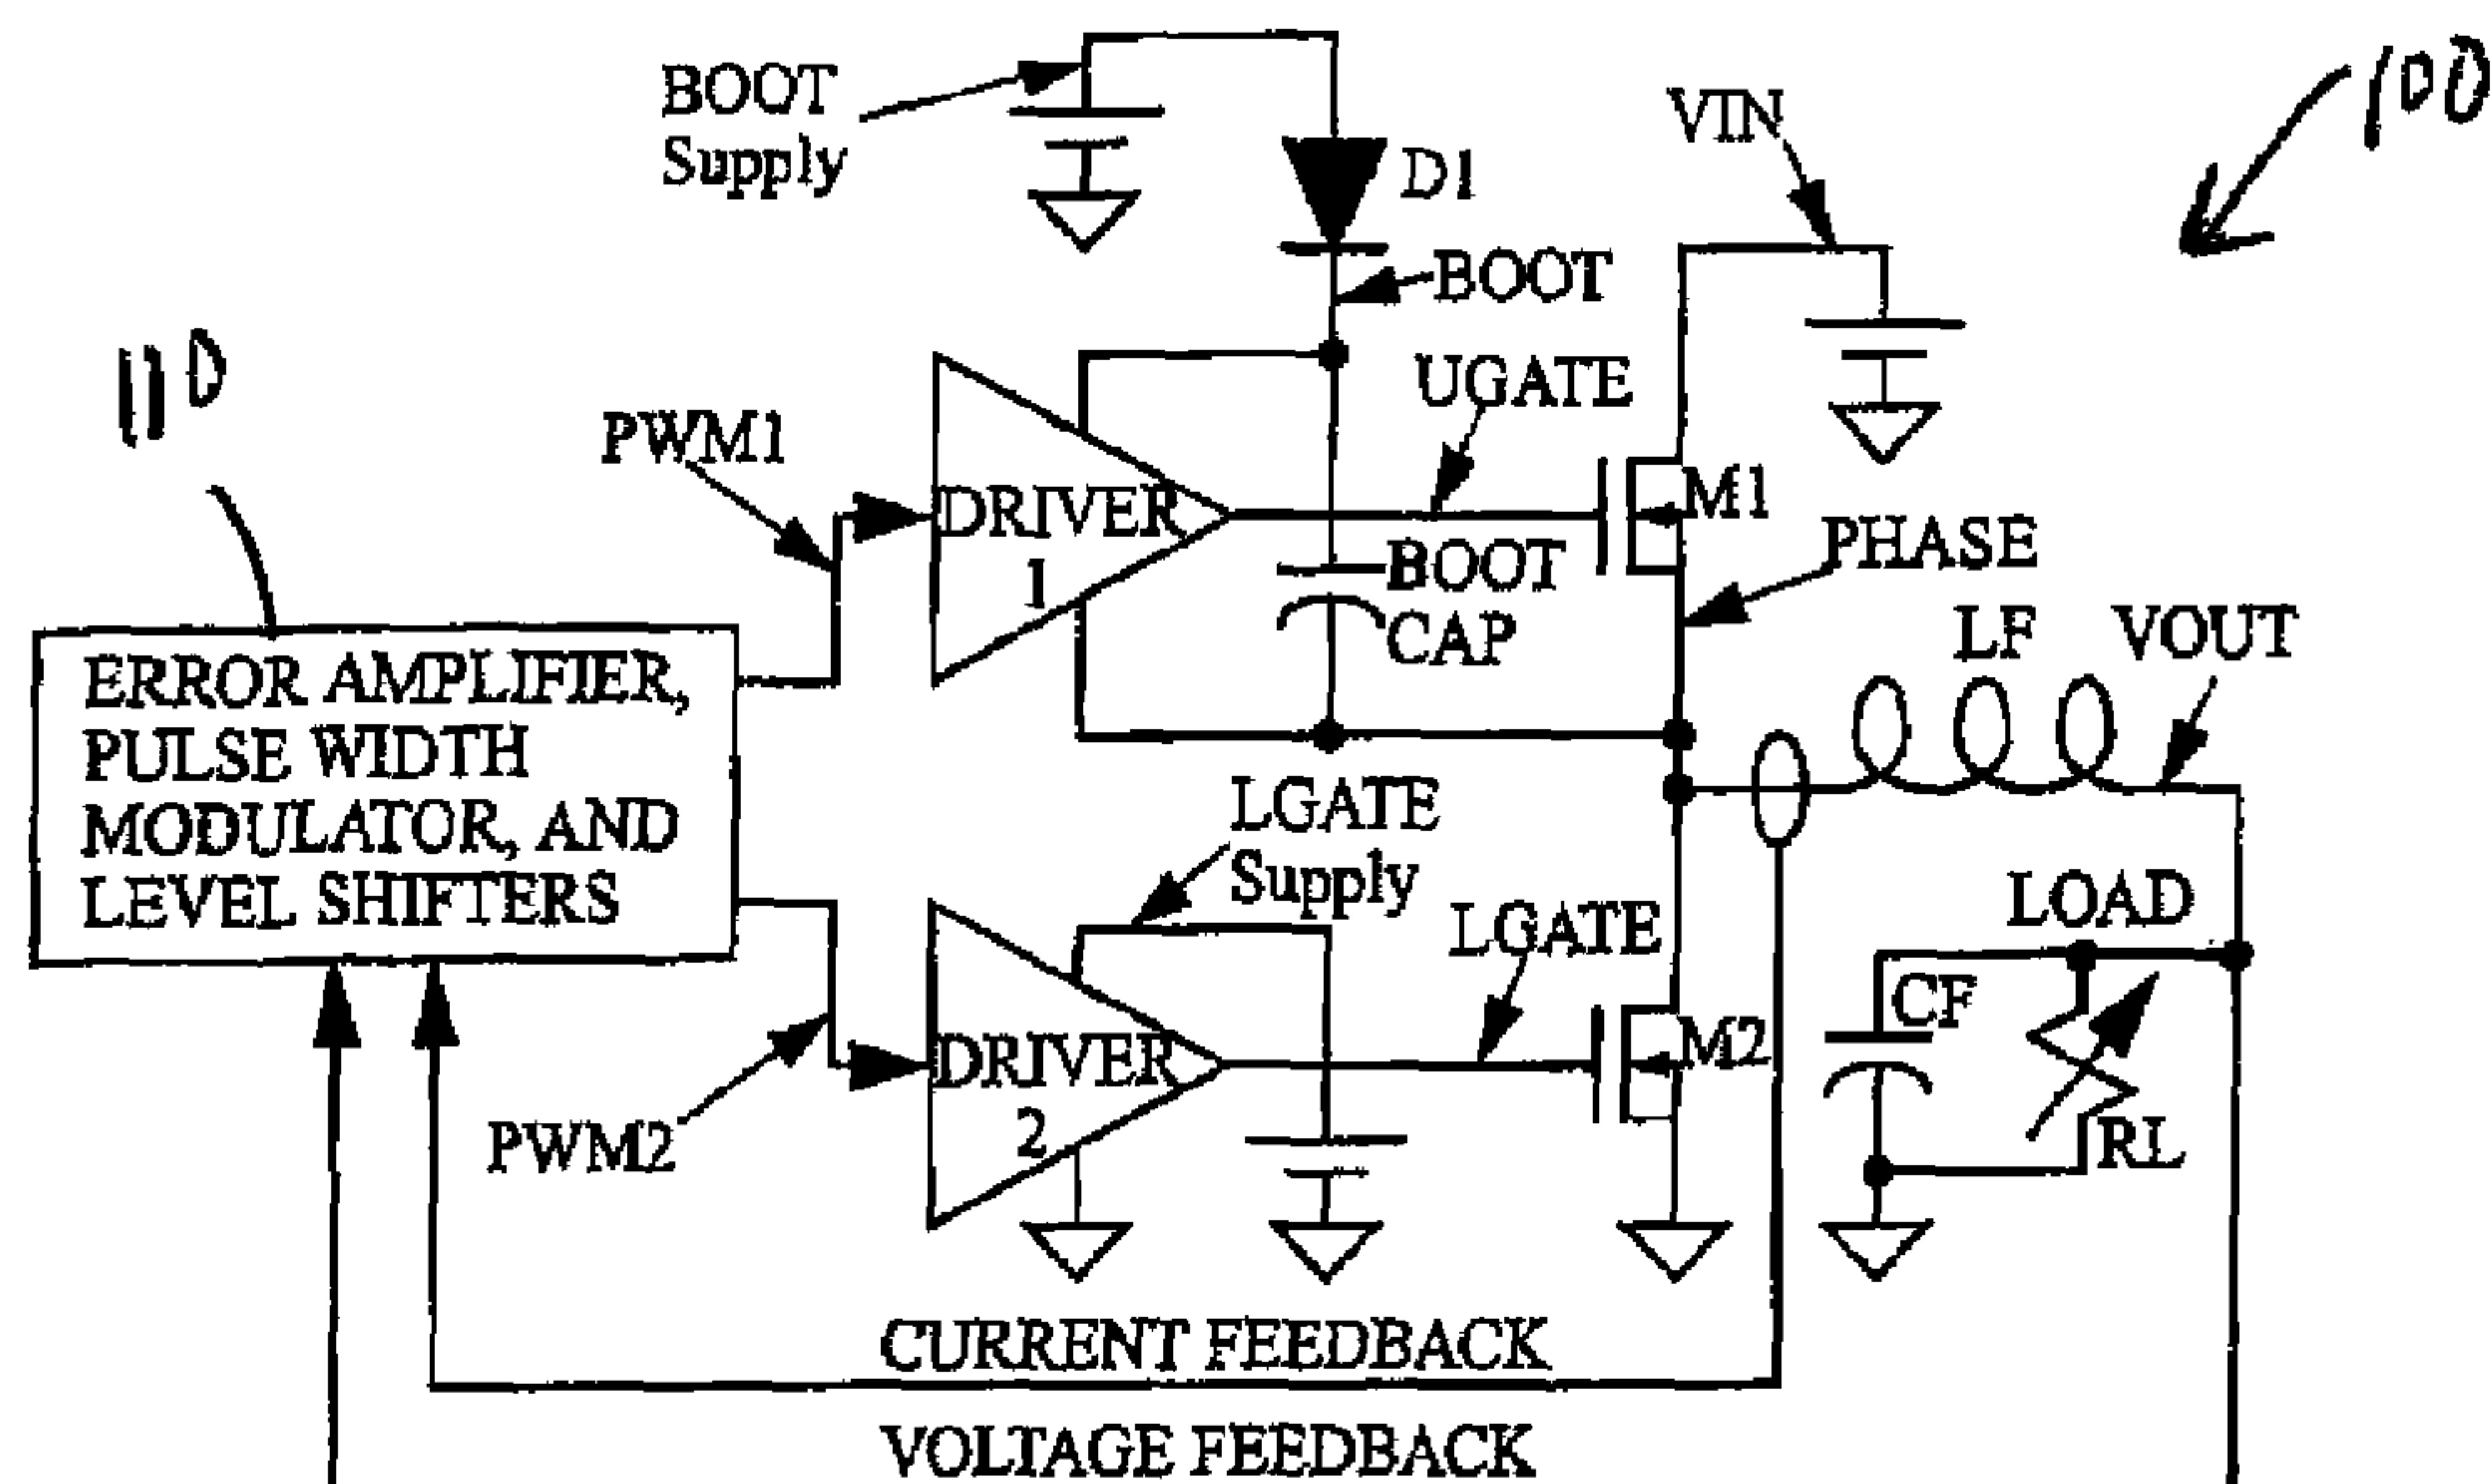 BOOT
Supply
VIN
100
D1
BOOT
110
UGATE
PWM1
DRIVER
1
M1
BOOT
CAP
PHASE
LF
VOUT
ERROR AMPLIFIER,
PULSE WIDTH
MODULATOR, AND
LEVEL SHIFTERS
LGATE
Supply
LOAD
LGATE
CF
DRIVER
2
M2
PWM2
RL
CURRENT FEEDBACK
VOLTAGE FEEDBACK